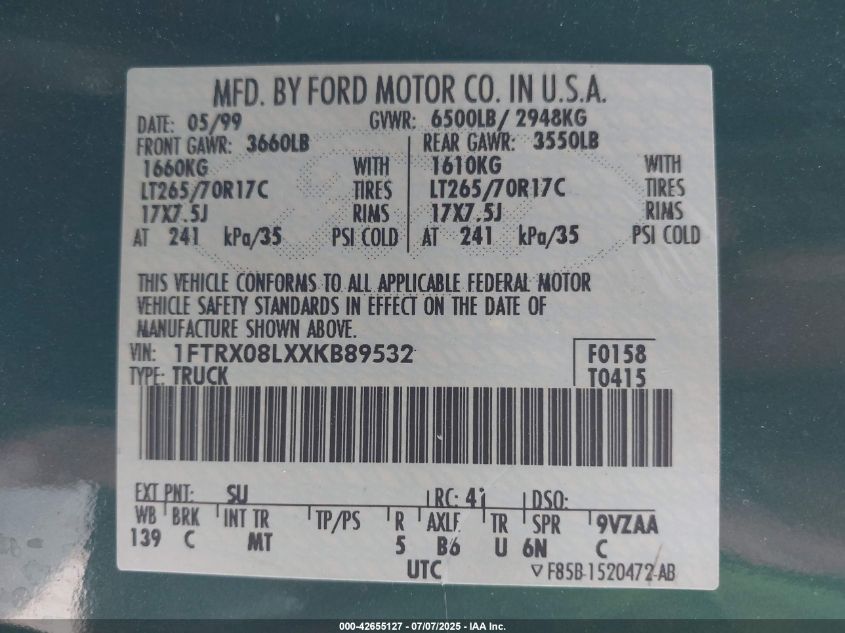 MFD. BY FORD MOTOR CO. IN U.S.A.
DATE: 05/99 GVWR: 6500LB/ 2948KG
FRONT GAWR: 3660LB REAR GAWR: 3550LB
1660KG WITH 1610KG WITH
LT265/70R17C TIRES LT265/70R17C TIRES
17X7.5J RIMS 17X7.5J RIMS
AT 241 kPa/35 PSI COLD AT 241 kPa/35 PSI COLD
THIS VEHICLE CONFORMS TO ALL APPLICABLE FEDERAL MOTOR
VEHICLE SAFETY STANDARDS IN EFFECT ON THE DATE OF
MANUFACTURE SHOWN ABOVE.
VIN: 1FTRX08LXXKB89532 F0158
TYPE: TRUCK T0415
EXT PNT: SU RC: 41 DSO:
WB BRK INT TR TP/PS R AXLE TR SPR 9VZAA
139 C MT 5 B6 U 6N C
UTC ▽ F85B-1520472-AB
000-42655127 - 07/07/2025 - IAA Inc.